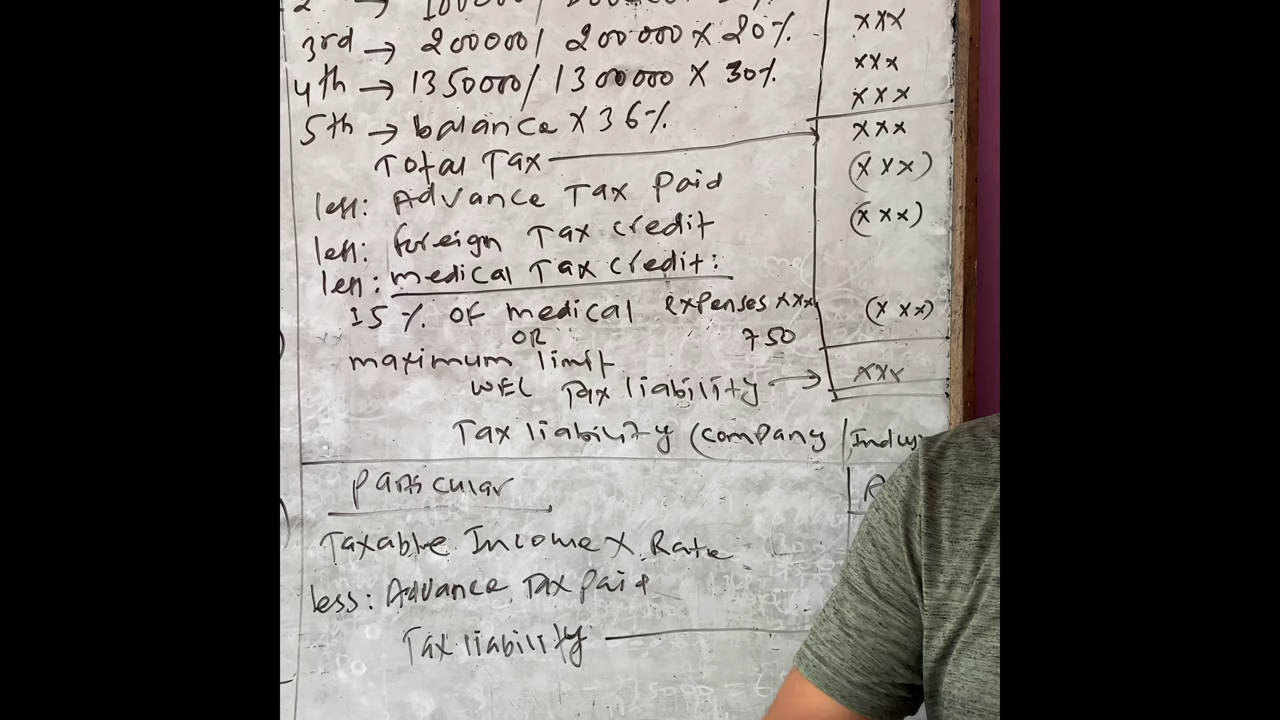 3rd → 200000/ 200000 X 20% xxx
4th → 1350000/ 1300000 X 30% xxx
5th → balance X 36% xxx
Total Tax xxx
less: Advance Tax Paid (xxx)
less: foreign Tax credit (xxx)
less: medical Tax credit:
15% OF medical expenses xxx
OR
maximum limit 750 (xxx)
WEL Tax liability → xxx
Tax liability (company / Indus
Particular R
Taxable Income X Rate
less: Advance Tax Paid
Tax liability